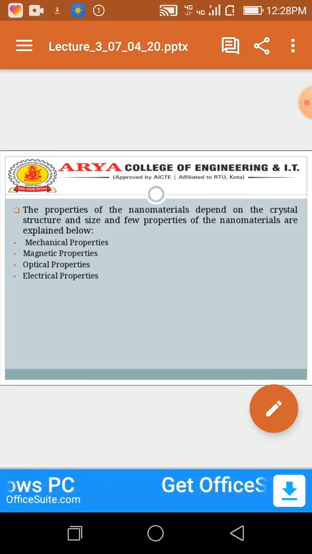 4G 4G 12:28PM
Lecture_3_07_04_20.pptx
ARYA COLLEGE OF ENGINEERING & I.T.
(Approved by AICTE | Affiliated to RTU, Kota)
The properties of the nanomaterials depend on the crystal
structure and size and few properties of the nanomaterials are
explained below:
Mechanical Properties
Magnetic Properties
Optical Properties
Electrical Properties
ows PC Get OfficeS
OfficeSuite.com